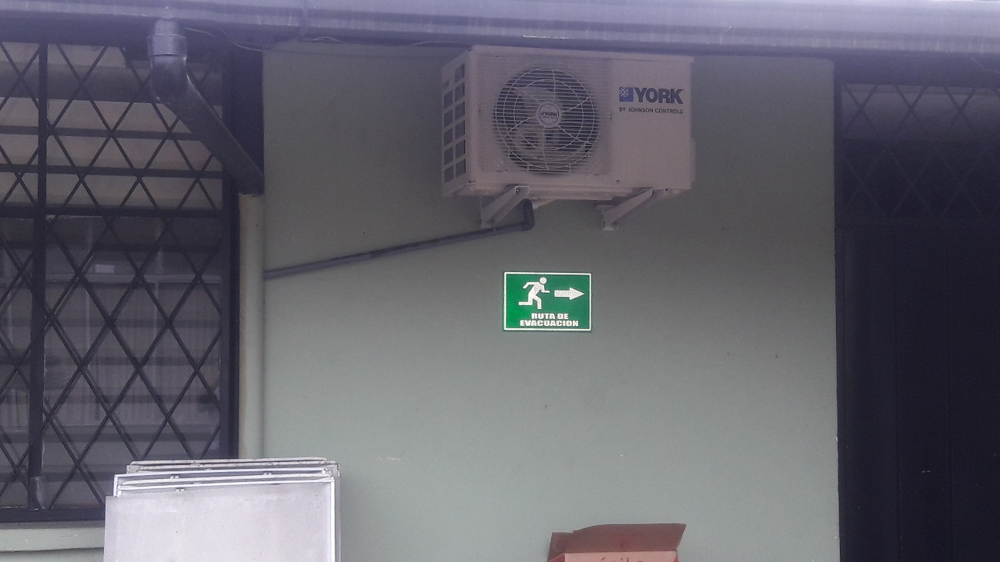 YORK
BY JOHNSON CONTROLS
YORK
RUTA DE
EVACUACION